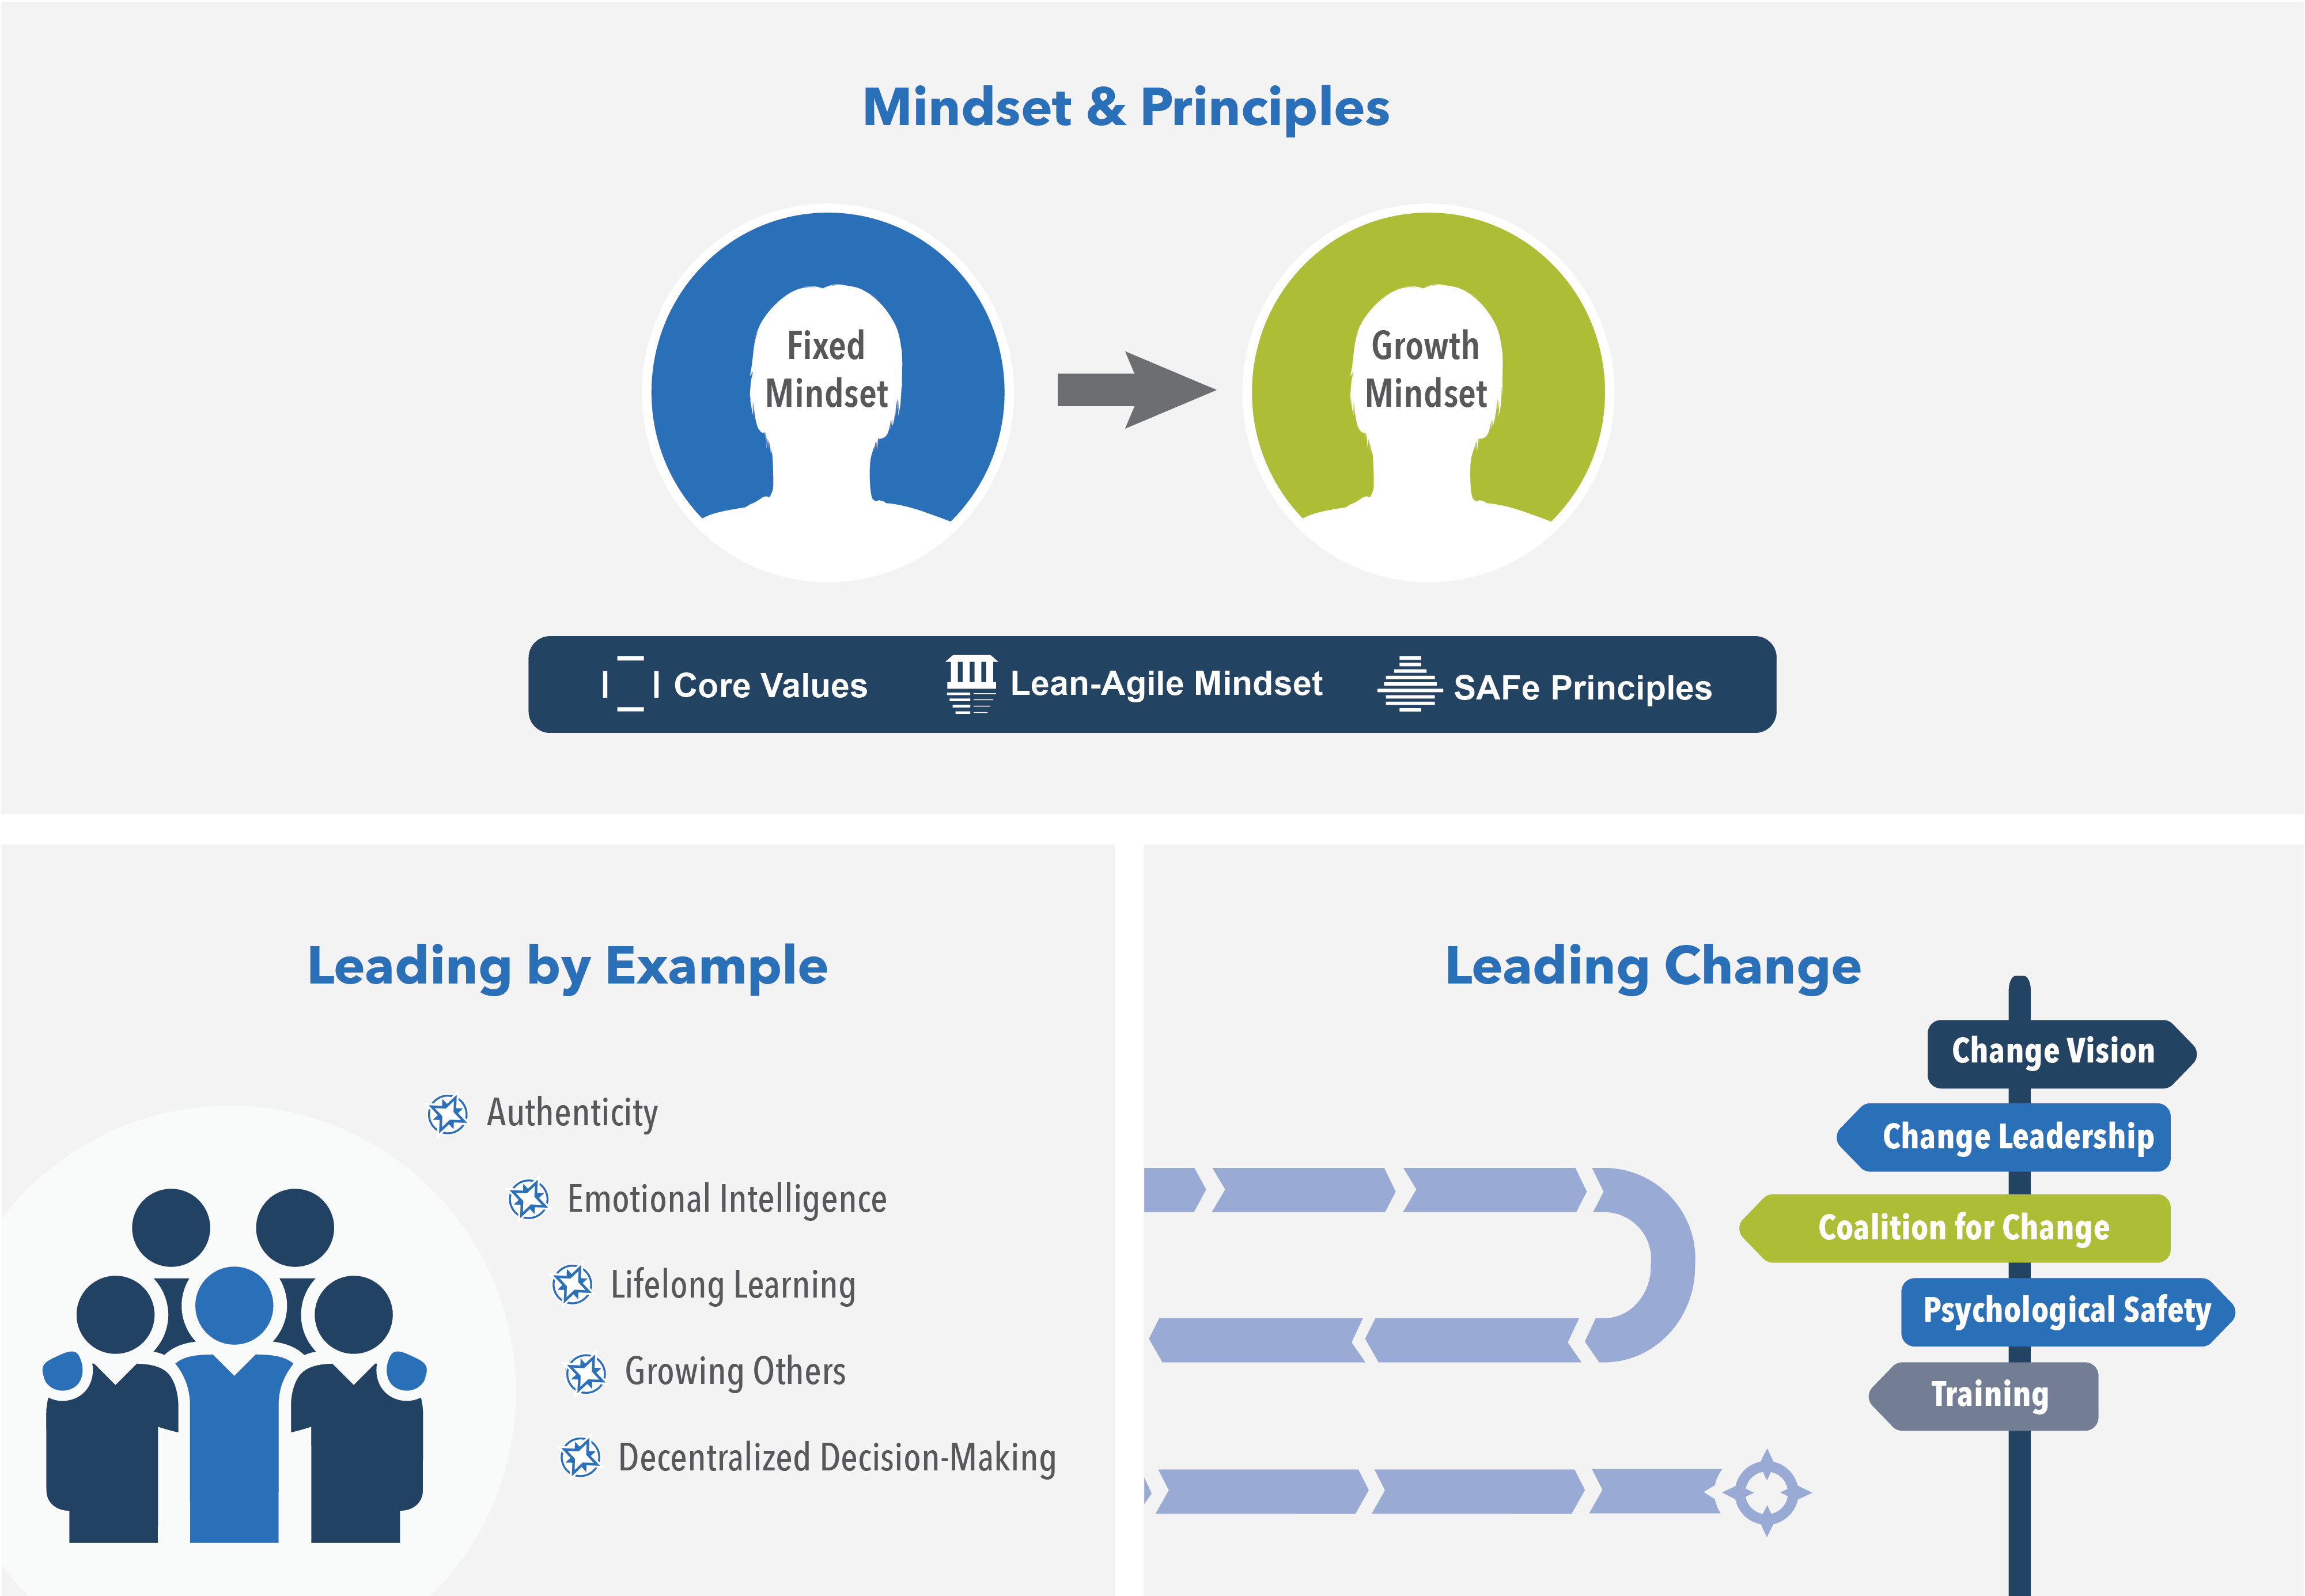 Mindset & Principles
Fixed
Mindset
Growth
Mindset
Core Values
Lean-Agile Mindset
SAFe Principles
Leading by Example
Authenticity
Emotional Intelligence
Lifelong Learning
Growing Others
Decentralized Decision-Making
Leading Change
Change Vision
Change Leadership
Coalition for Change
Psychological Safety
Training